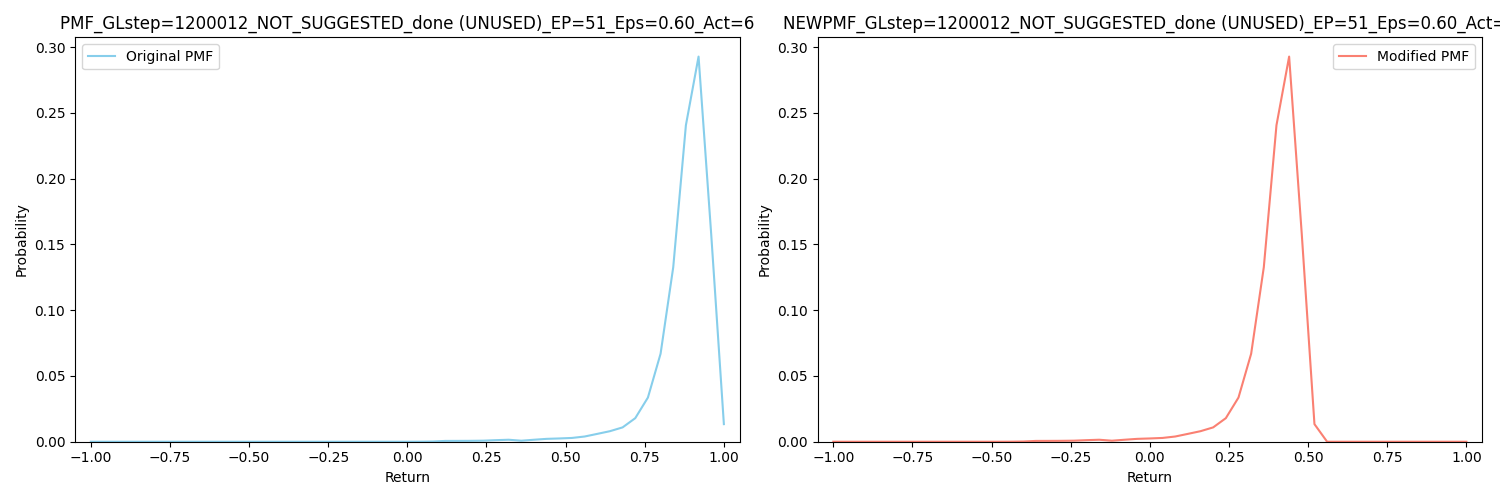 PMF_GLstep=1200012_NOT_SUGGESTED_done (UNUSED)_EP=51_Eps=0.60_Act=6
Original PMF
0.30
0.25
0.20
0.15
0.10
0.05
0.00
Probability
−1.00 −0.75 −0.50 −0.25 0.00 0.25 0.50 0.75 1.00
Return
NEWPMF_GLstep=1200012_NOT_SUGGESTED_done (UNUSED)_EP=51_Eps=0.60_Act=
Modified PMF
0.30
0.25
0.20
0.15
0.10
0.05
0.00
Probability
−1.00 −0.75 −0.50 −0.25 0.00 0.25 0.50 0.75 1.00
Return